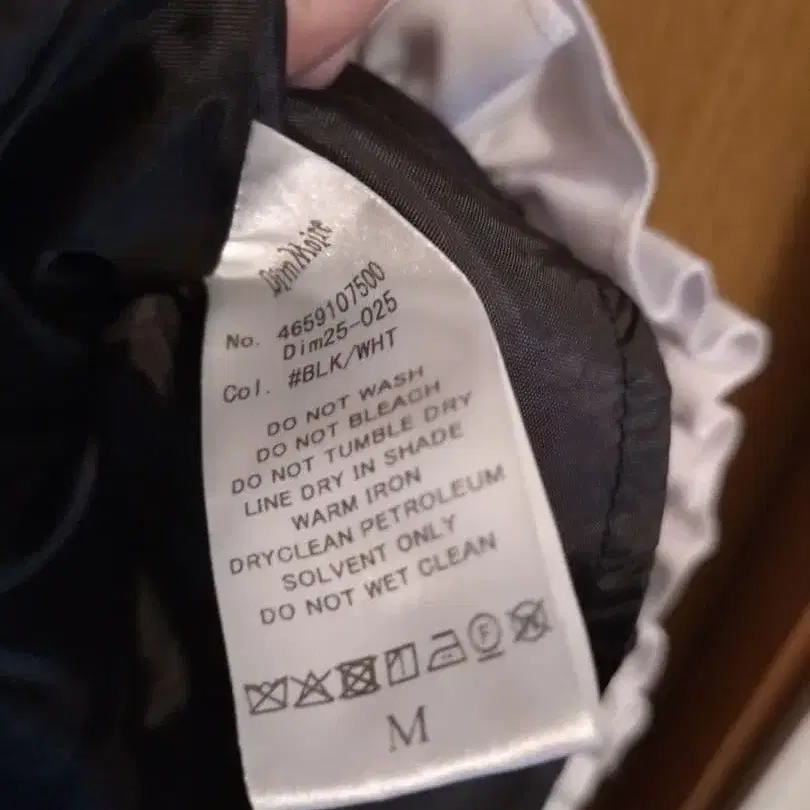 DimMoire
No. 4659107500
Dim25-025
Col. #BLK/WHT
DO NOT WASH
DO NOT BLEACH
DO NOT TUMBLE DRY
LINE DRY IN SHADE
WARM IRON
DRYCLEAN PETROLEUM
SOLVENT ONLY
DO NOT WET CLEAN
F
M